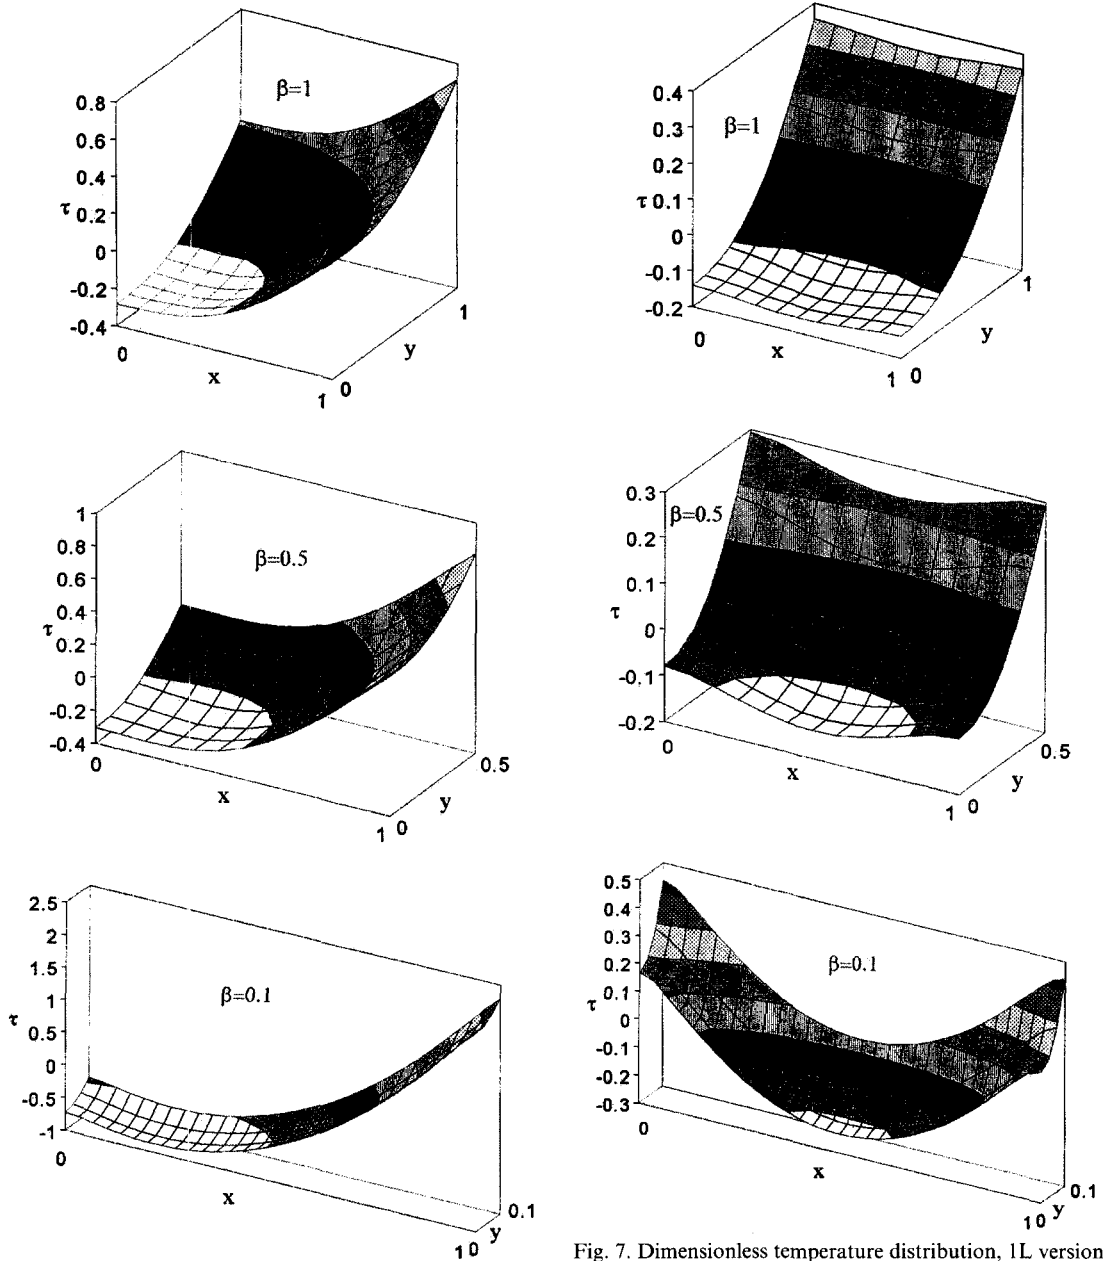 β=1
0.8
0.6
0.4
τ 0.2
0
-0.2
-0.4
0
x
1
0
y
1
β=1
0.4
0.3
0.2
τ 0.1
0
-0.1
-0.2
0
x
1
0
y
1
β=0.5
1
0.8
0.6
0.4
τ
0.2
0
-0.2
-0.4
0
x
1
0
y
0.5
β=0.5
0.3
0.2
0.1
τ
0
-0.1
-0.2
0
x
1
0
y
0.5
β=0.1
2.5
2
1.5
1
τ
0.5
0
-0.5
-1
0
x
1
0
y
0.1
β=0.1
0.5
0.4
0.3
0.2
τ
0.1
0
-0.1
-0.2
-0.3
0
x
1
0
y
0.1
Fig. 7. Dimensionless temperature distribution, 1L version